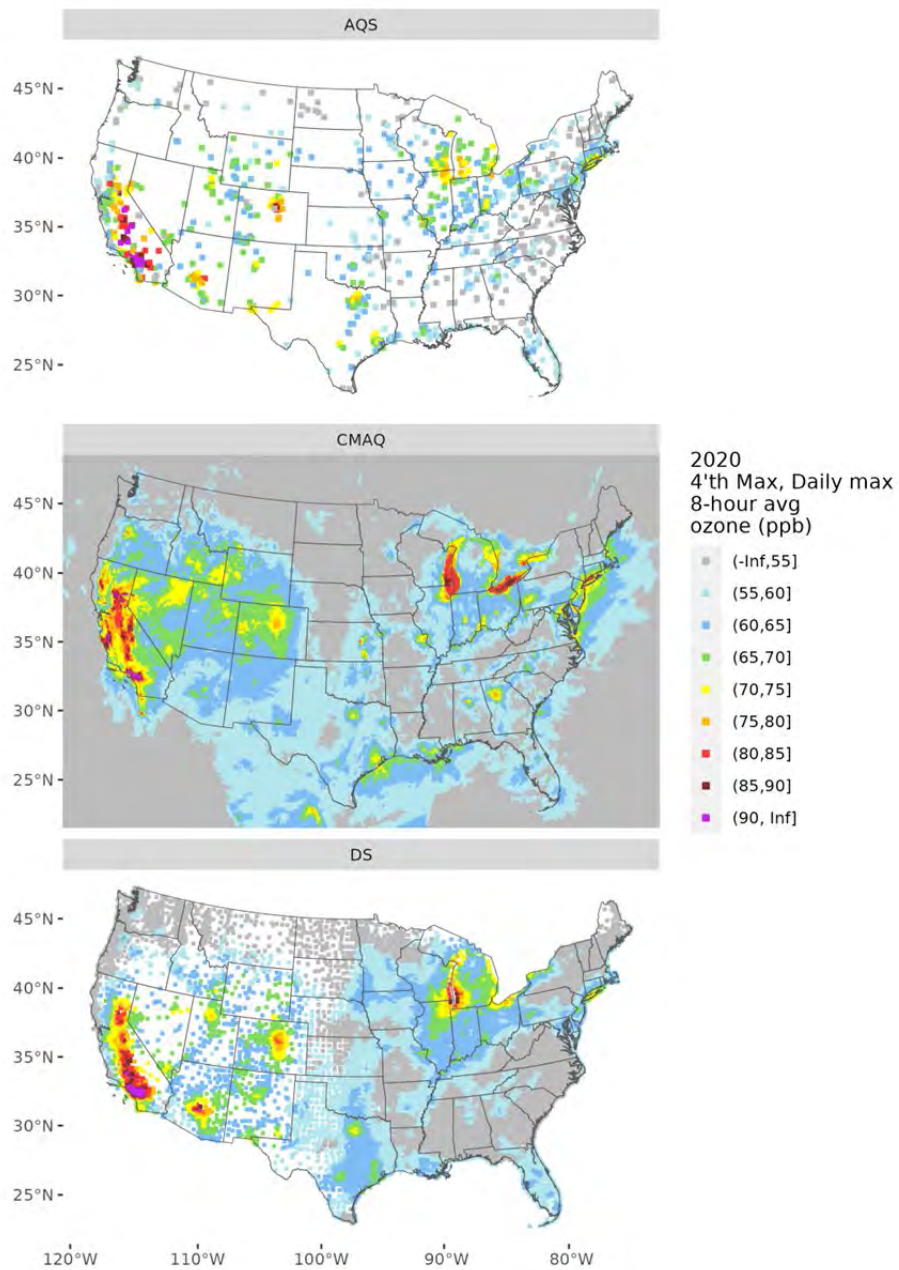 AQS
45°N
40°N
35°N
30°N
25°N
CMAQ
45°N
40°N
35°N
30°N
25°N
2020
4'th Max, Daily max
8-hour avg
ozone (ppb)
(-Inf,55]
(55,60]
(60,65]
(65,70]
(70,75]
(75,80]
(80,85]
(85,90]
(90, Inf]
DS
45°N
40°N
35°N
30°N
25°N
120°W 110°W 100°W 90°W 80°W